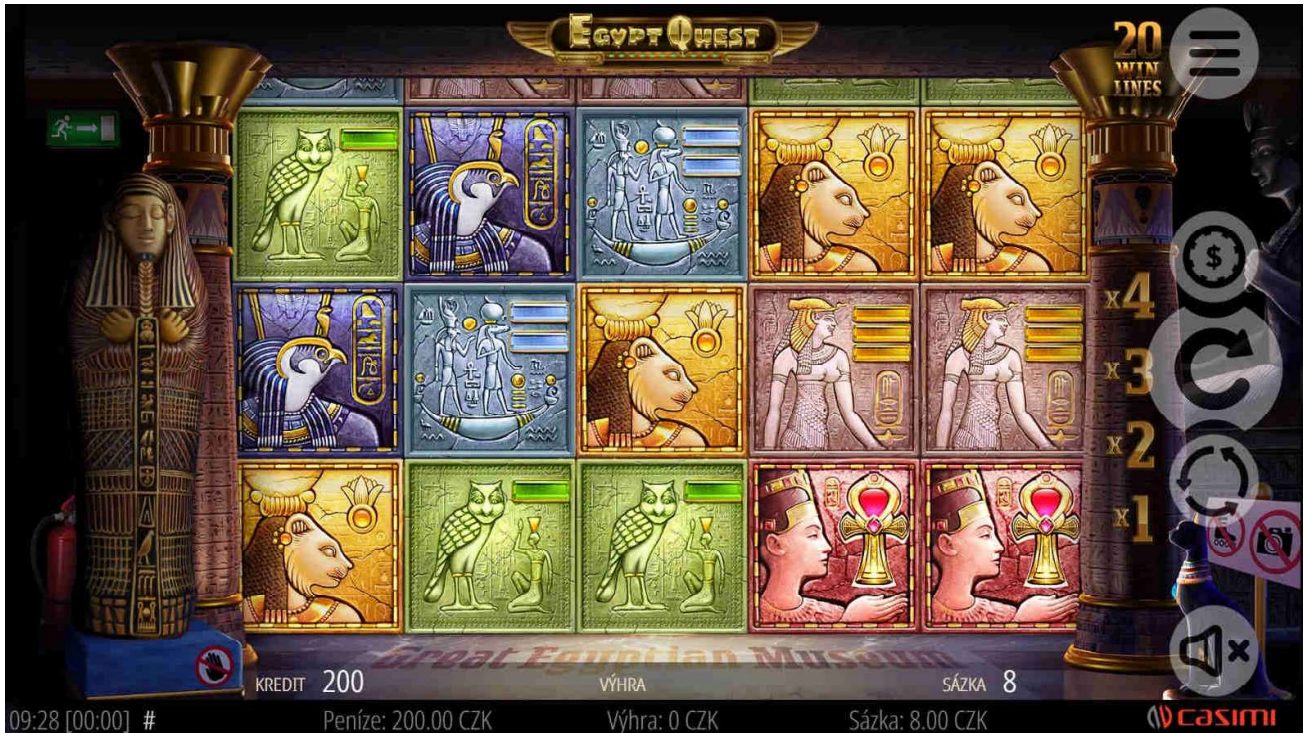 EGYPT QUEST
20
WIN
LINES
x4
x3
x2
x1
Great Egyptian Museum
KREDIT 200 VÝHRA SÁZKA 8
09:28 [00:00] # Peníze: 200.00 CZK Výhra: 0 CZK Sázka: 8.00 CZK casimi